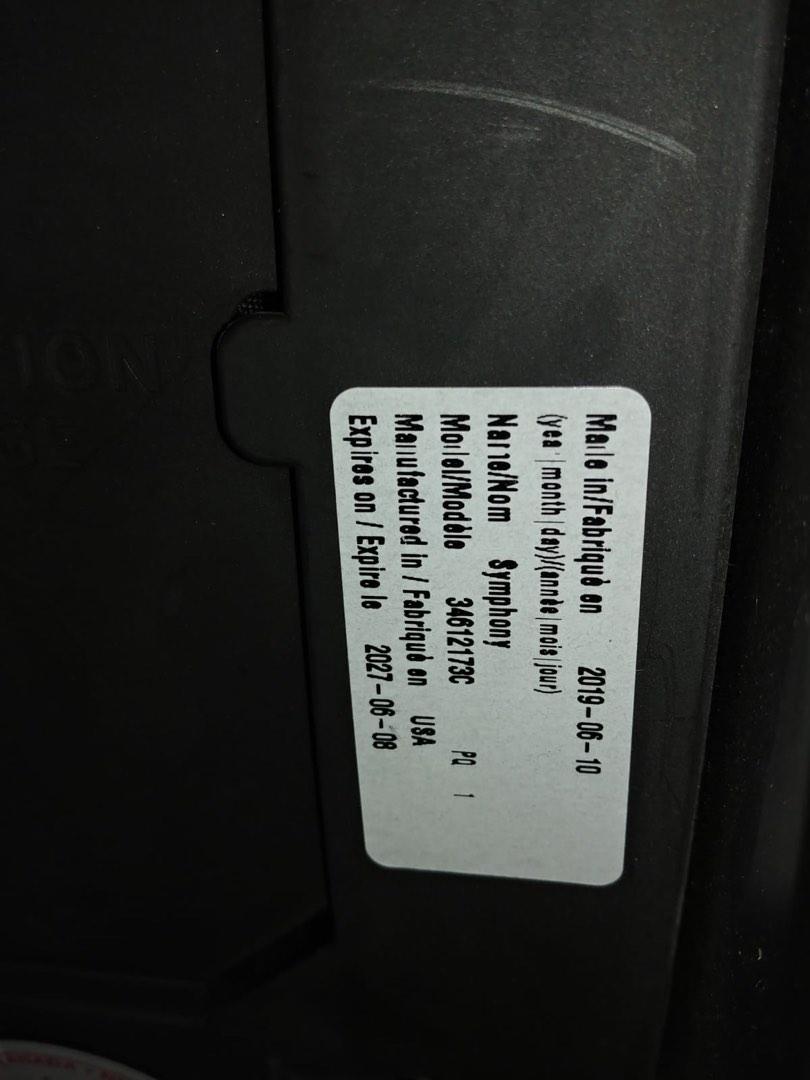 Made in/Fabriqué en 2019-06-10
(year|month|day)/(année|mois|jour)
Name/Nom Symphony
Model/Modèle 34612173C PQ 1
Manufactured in / Fabriqué en USA
Expires on / Expire le 2027-06-08